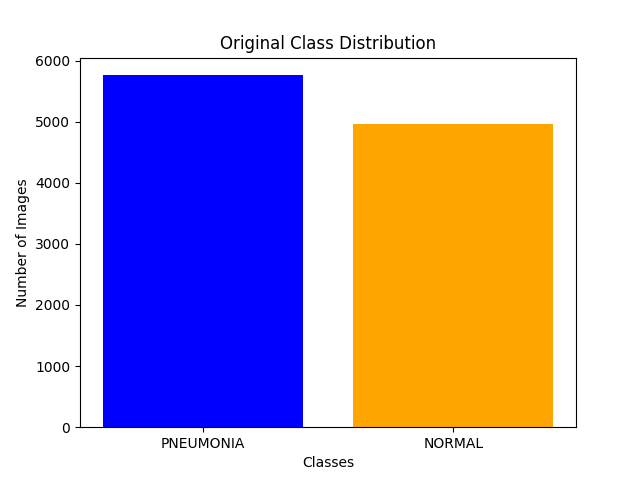 Original Class Distribution
Number of Images
6000
5000
4000
3000
2000
1000
0
PNEUMONIA
NORMAL
Classes